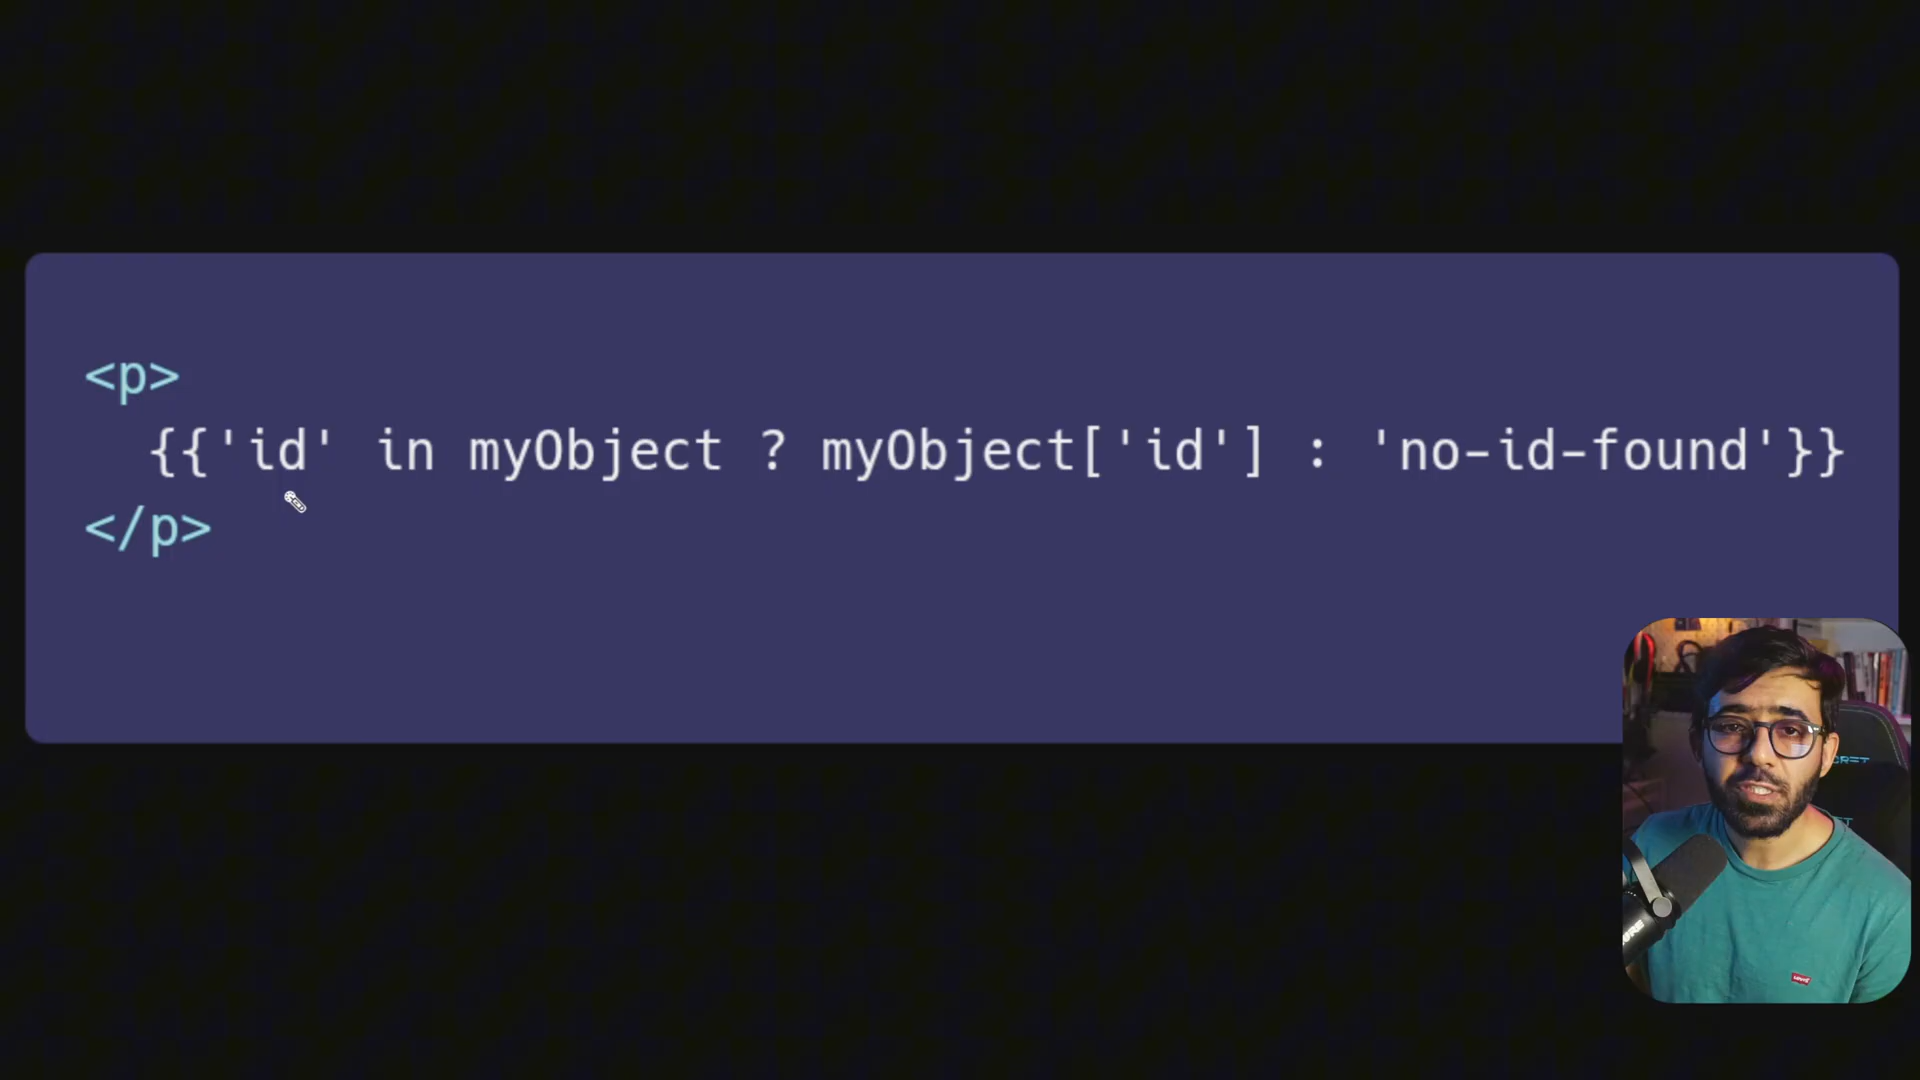 <p>
{{'id' in myObject ? myObject['id'] : 'no-id-found'}}
</p>